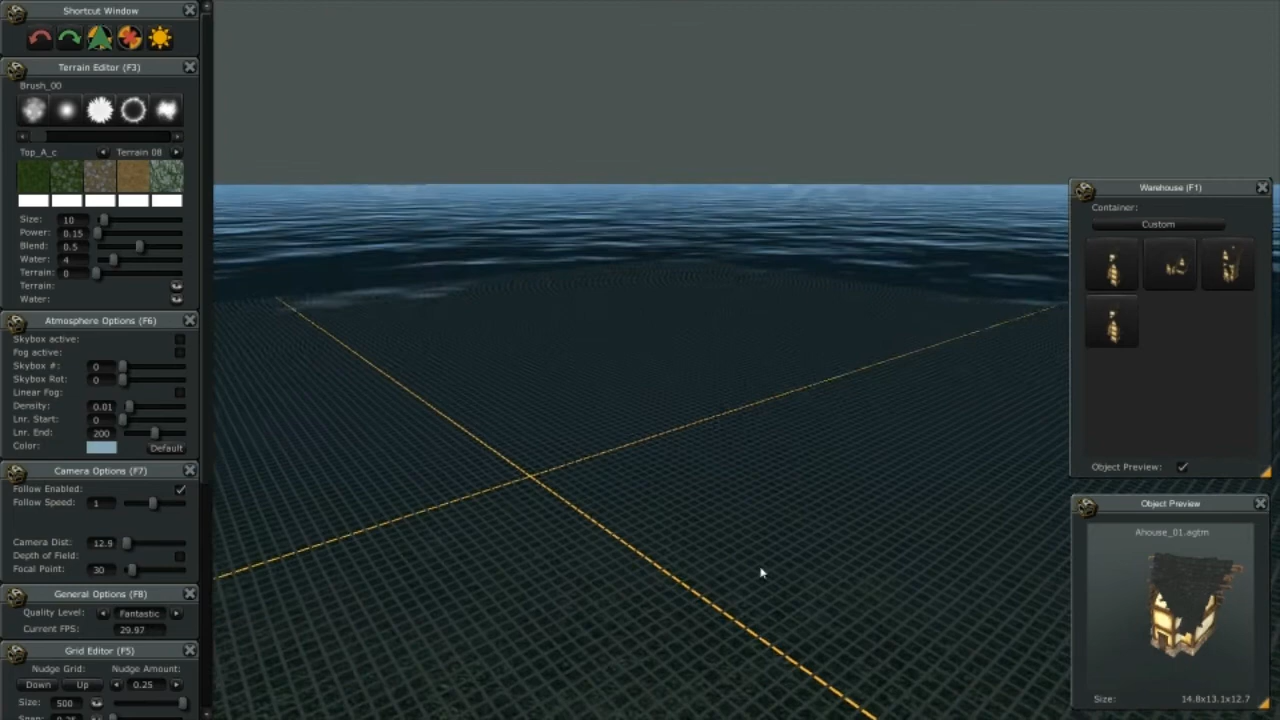 Shortcut Window
Terrain Editor (F3)
Brush_00
Top_A_c Terrain 08
Size: 10
Power: 0.15
Blend: 0.5
Water: 4
Terrain: 0
Terrain:
Water:
Atmosphere Options (F6)
Skybox active:
Fog active:
Skybox #: 0
Skybox Rot: 0
Linear Fog:
Density: 0.01
Lnr. Start: 0
Lnr. End: 200
Color: Default
Camera Options (F7)
Follow Enabled:
Follow Speed: 1
Camera Dist: 12.9
Depth of Field:
Focal Point: 30
General Options (F8)
Quality Level: Fantastic
Current FPS: 29.97
Grid Editor (F5)
Nudge Grid: Nudge Amount:
Down Up 0.25
Size: 500
Snap: 0.25
Warehouse (F1)
Container:
Custom
Object Preview:
Object Preview
Ahouse_01.agtm
Size: 14.8x13.1x12.7